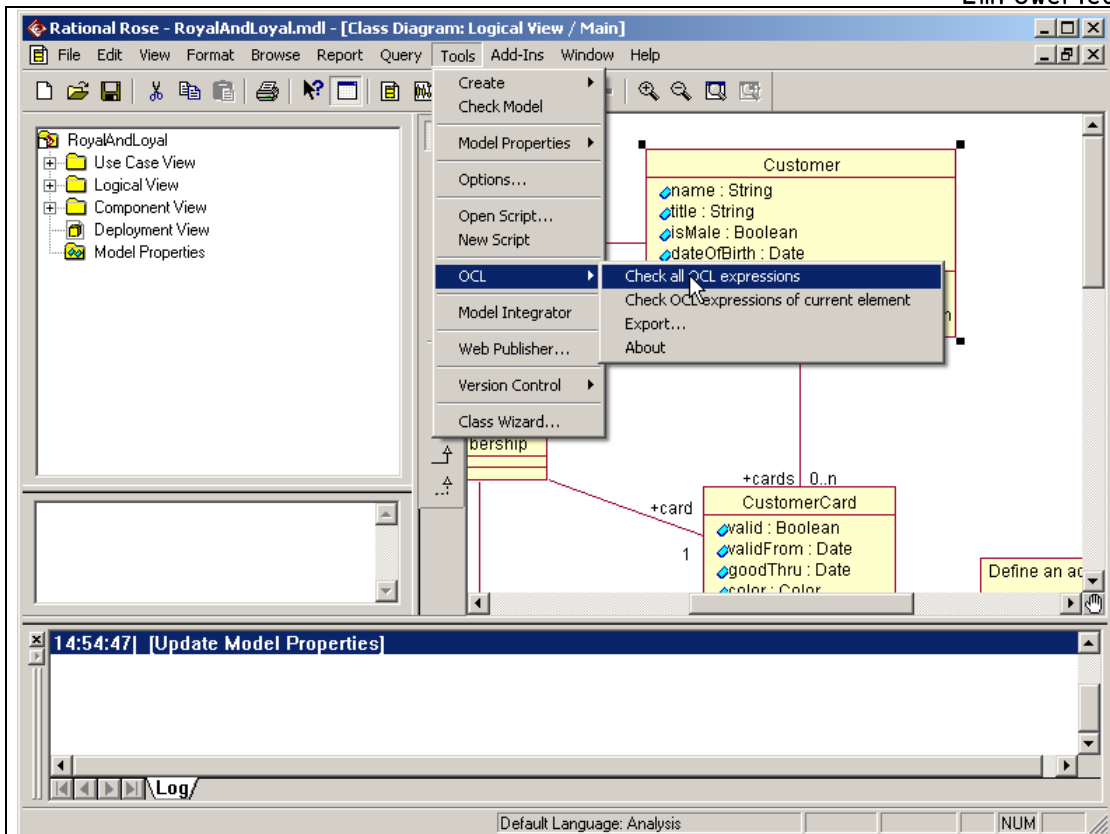 Rational Rose - RoyalAndLoyal.mdl - [Class Diagram: Logical View / Main]
File Edit View Format Browse Report Query Tools Add-Ins Window Help
RoyalAndLoyal
Use Case View
Logical View
Component View
Deployment View
Model Properties
Create
Check Model
Model Properties
Options...
Open Script...
New Script
OCL
Model Integrator
Web Publisher...
Version Control
Class Wizard...
Check all OCL expressions
Check OCL expressions of current element
Export...
About
Customer
name : String
title : String
isMale : Boolean
dateOfBirth : Date
bership
+cards 0..n
+card
1
CustomerCard
valid : Boolean
validFrom : Date
goodThru : Date
color : Color
Define an ac
14:54:47| [Update Model Properties]
Log
Default Language: Analysis NUM